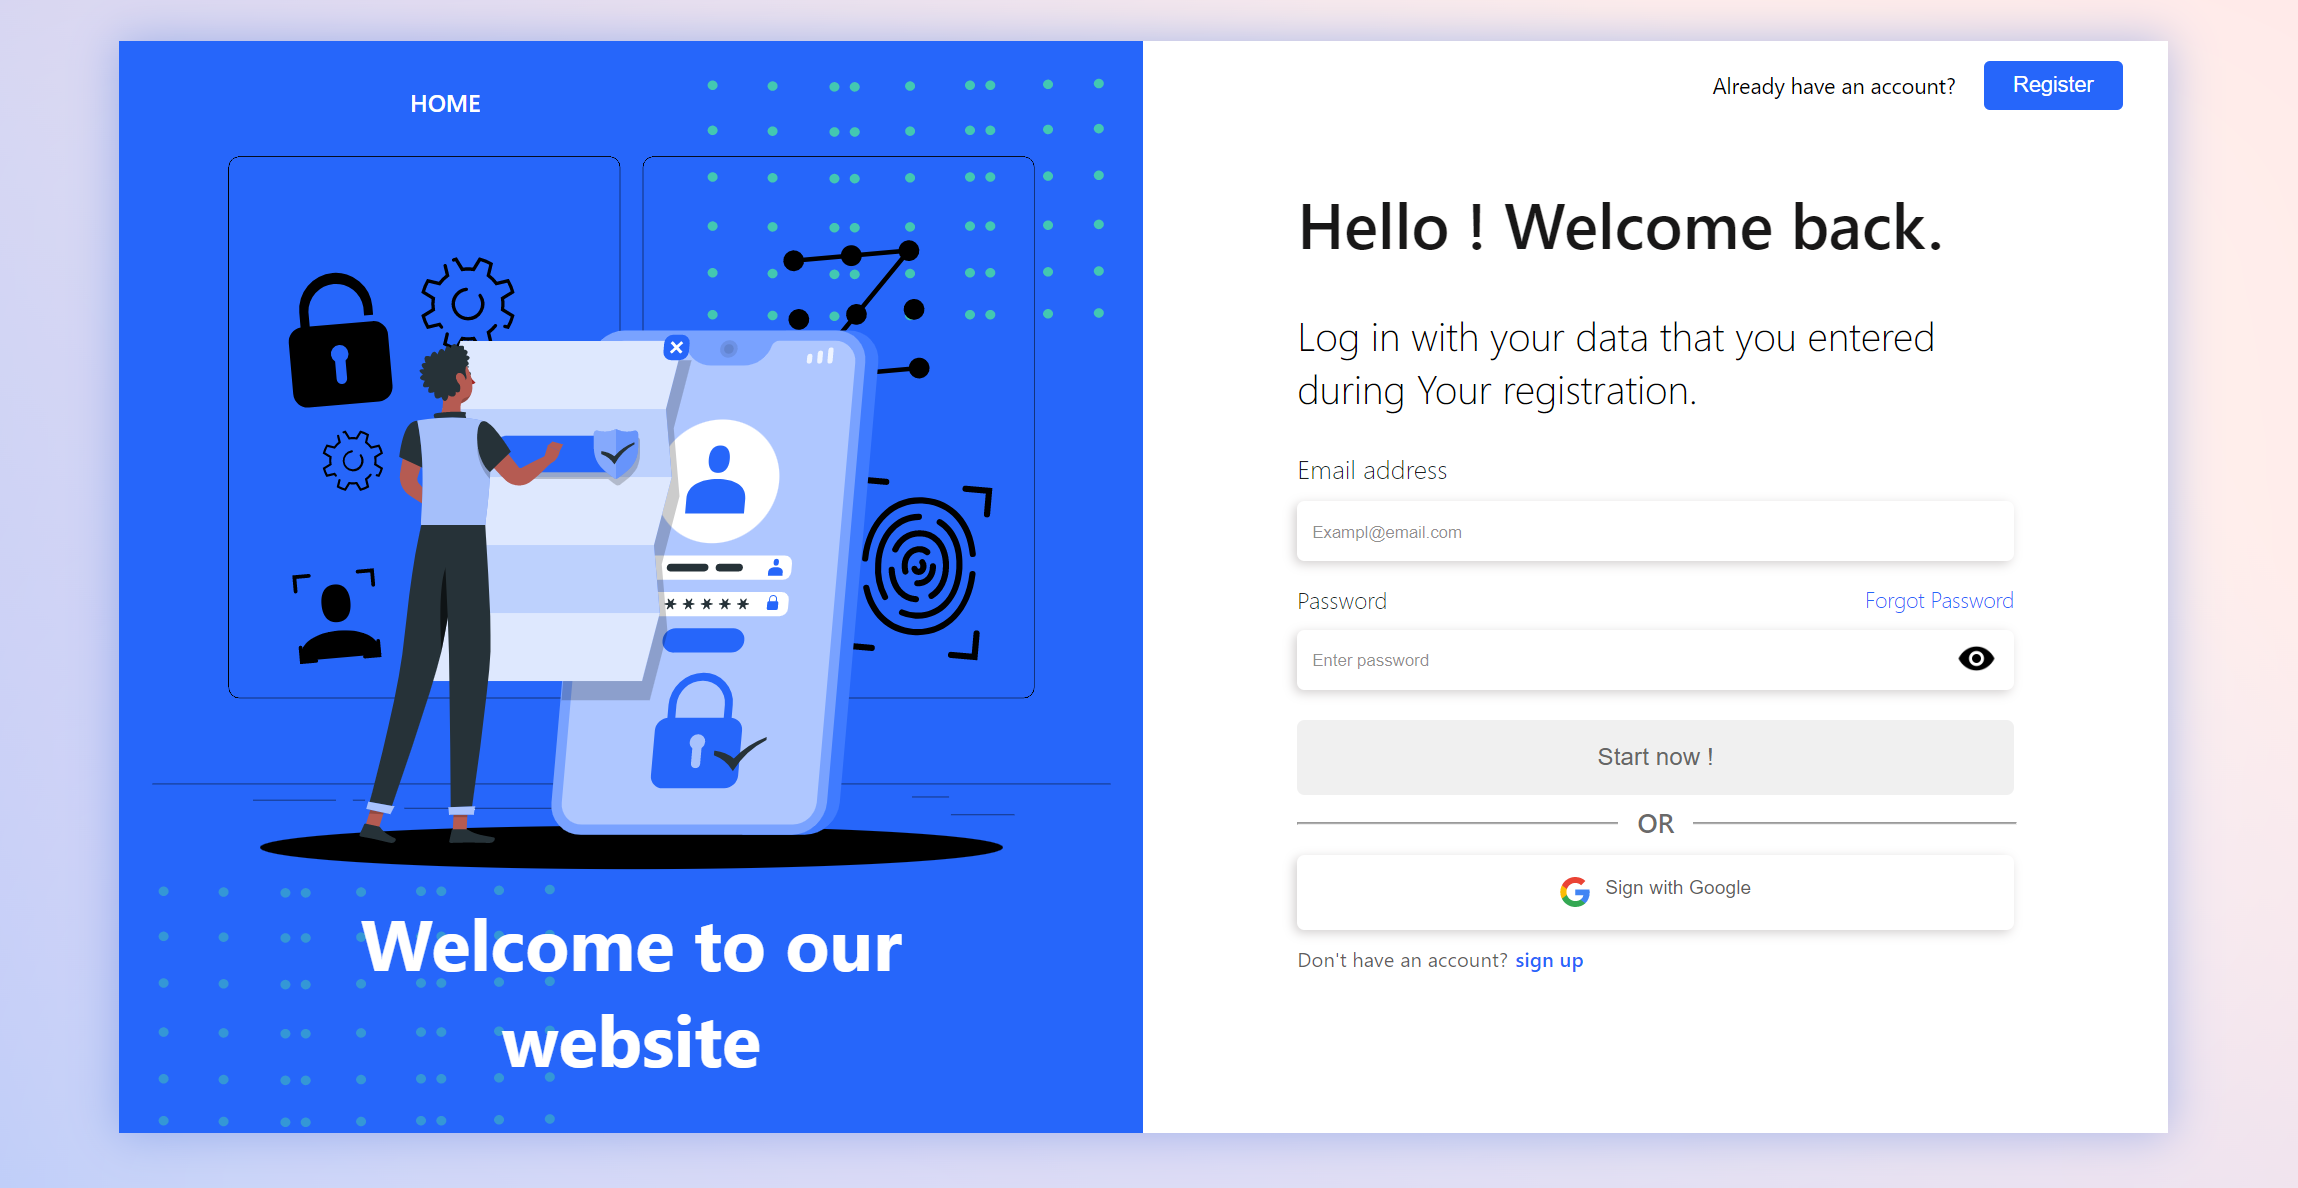 HOME
Welcome to our
website
Already have an account?
Register
Hello ! Welcome back.
Log in with your data that you entered
during Your registration.
Email address
Exampl@email.com
Password
Forgot Password
Enter password
Start now !
OR
Sign with Google
Don't have an account? sign up